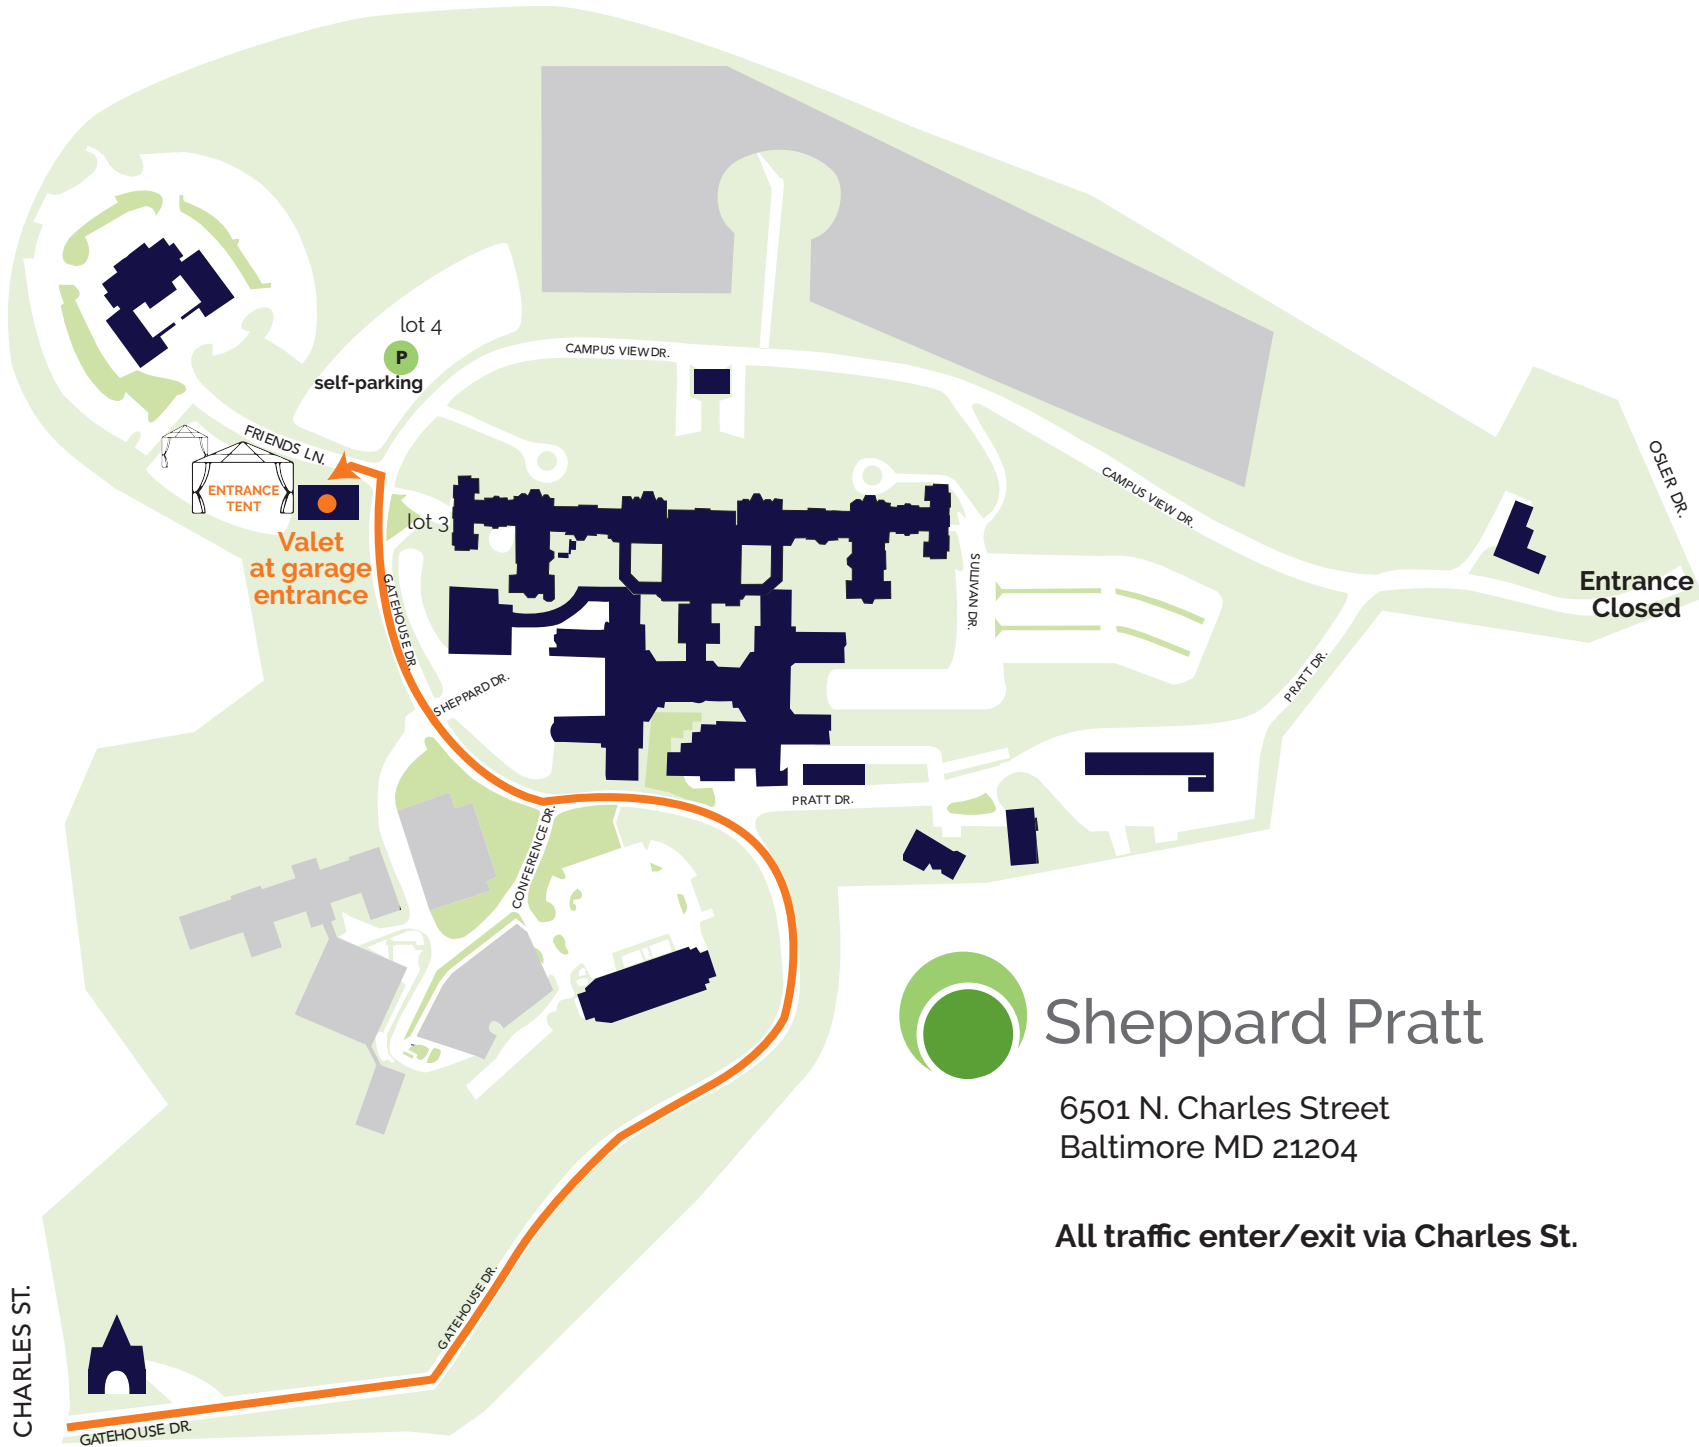 lot 4
P
self-parking
CAMPUS VIEW DR.
FRIENDS LN.
ENTRANCE
TENT
lot 3
Valet
at garage
entrance
GATEHOUSE DR.
SHEPPARD DR.
CAMPUS VIEW DR.
OSLER DR.
SULLIVAN DR.
Entrance
Closed
PRATT DR.
PRATT DR.
CONFERENCE DR.
Sheppard Pratt
6501 N. Charles Street
Baltimore MD 21204
All traffic enter/exit via Charles St.
GATEHOUSE DR.
CHARLES ST.
GATEHOUSE DR.